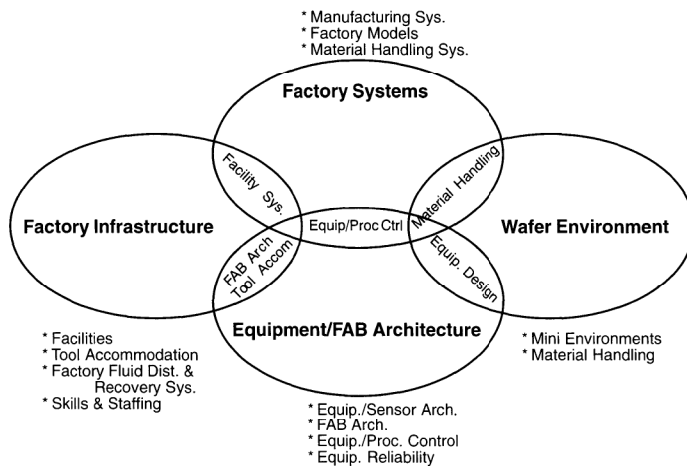 * Manufacturing Sys.
* Factory Models
* Material Handling Sys.
Factory Systems
Facility Sys.
Material Handling
Factory Infrastructure
Equip/Proc Ctrl
Wafer Environment
FAB Arch
Tool Accom
Equip. Design
Equipment/FAB Architecture
* Facilities
* Tool Accommodation
* Factory Fluid Dist. &
Recovery Sys.
* Skills & Staffing
* Mini Environments
* Material Handling
* Equip./Sensor Arch.
* FAB Arch.
* Equip./Proc. Control
* Equip. Reliability